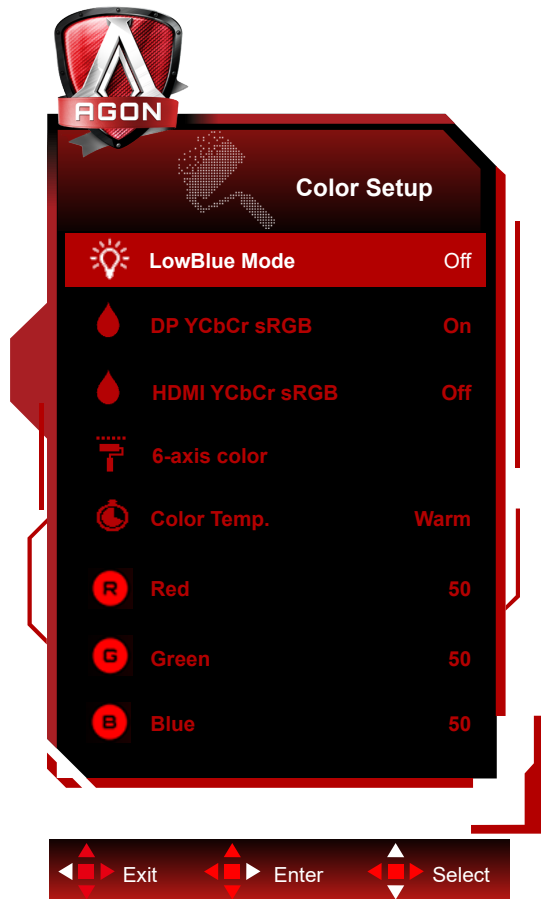 AGON
Color Setup
LowBlue Mode Off
DP YCbCr sRGB On
HDMI YCbCr sRGB Off
6-axis color
Color Temp. Warm
R Red 50
G Green 50
B Blue 50
Exit Enter Select